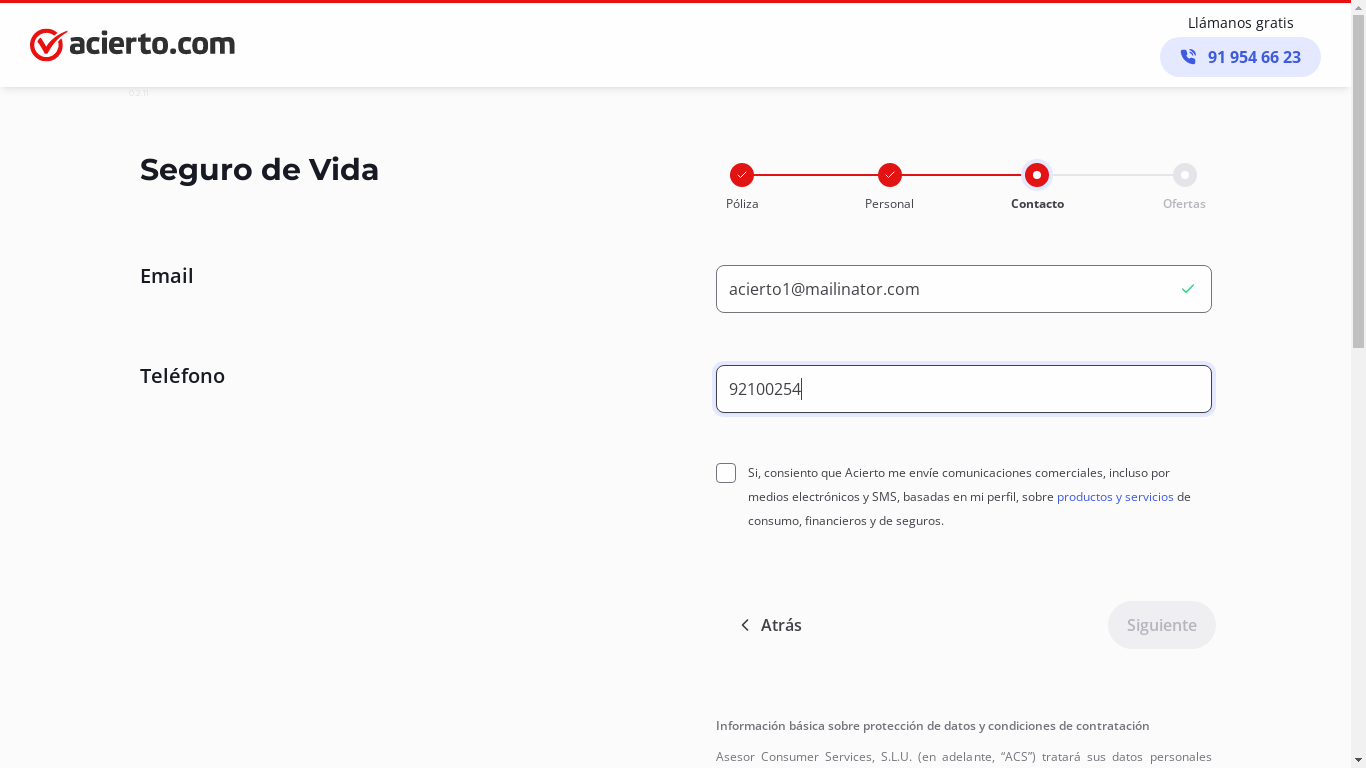 acierto.com
Llámanos gratis
91 954 66 23
Seguro de Vida
Póliza
Personal
Contacto
Ofertas
Email
acierto1@mailinator.com
Teléfono
92100254
Si, consiento que Acierto me envíe comunicaciones comerciales, incluso por
medios electrónicos y SMS, basadas en mi perfil, sobre productos y servicios de
consumo, financieros y de seguros.
Atrás
Siguiente
Información básica sobre protección de datos y condiciones de contratación
Asesor Consumer Services, S.L.U. (en adelante, “ACS”) tratará sus datos personales